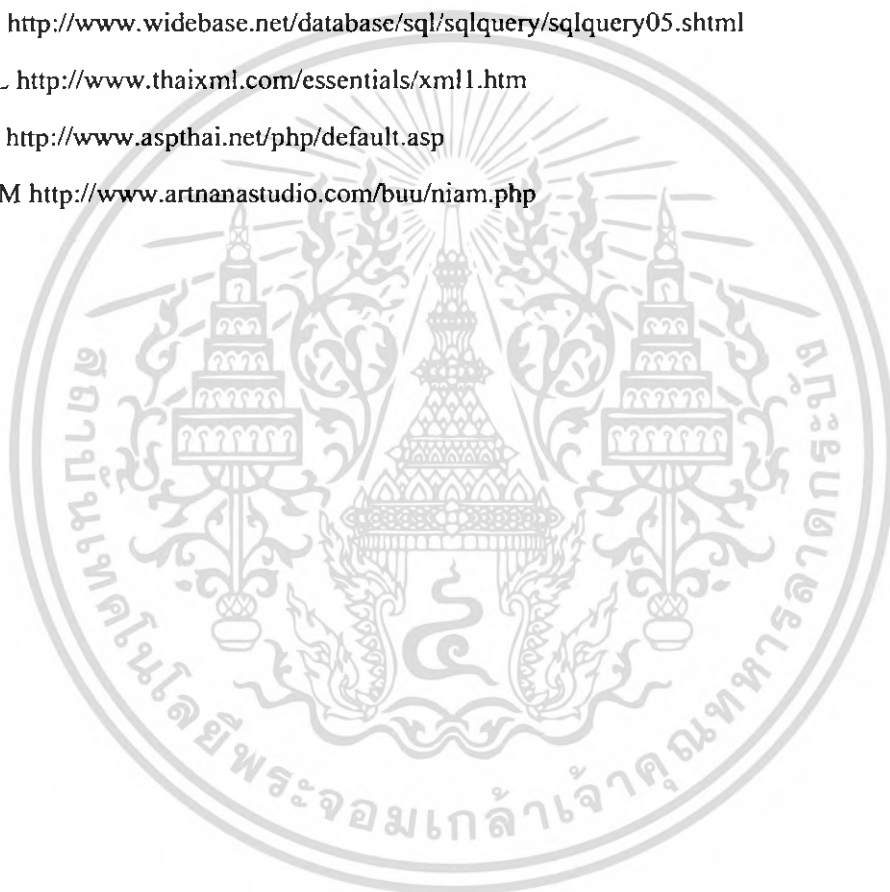 http://www.widebase.net/database/sql/sqlquery/sqlquery05.shtml
http://www.thaixml.com/essentials/xml1.htm
http://www.aspthai.net/php/default.asp
M http://www.artnanastudio.com/buu/niam.php
สถาบันเทคโนโลยีพระจอมเกล้าเจ้าคุณทหารลาดกระบัง
๔